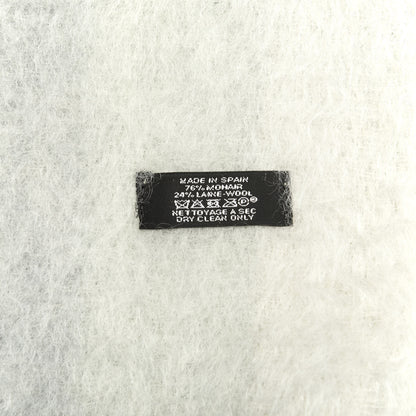 MADE IN SPAIN
76% MOHAIR
24% LAINE-WOOL
NETTOYAGE A SEC
DRY CLEAN ONLY